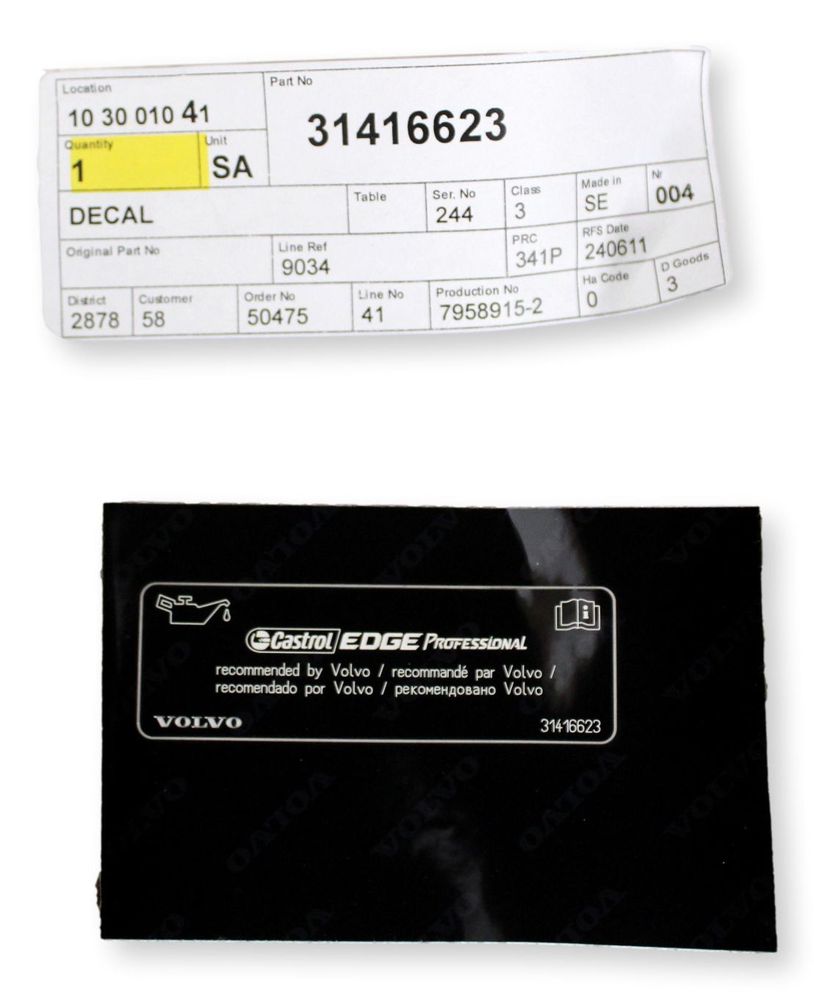 Location
Part No
10 30 010 41
31416623
Quantity
Unit
1
SA
DECAL
Table
Ser. No
244
Class
3
Made in
SE
Nr
004
Original Part No
Line Ref
9034
PRC
341P
RFS Date
240611
District
2878
Customer
58
Order No
50475
Line No
41
Production No
7958915-2
Ha Code
0
D Goods
3
Castrol EDGE PROFESSIONAL
recommended by Volvo / recommandé par Volvo /
recomendado por Volvo / рекомендовано Volvo
VOLVO
31416623